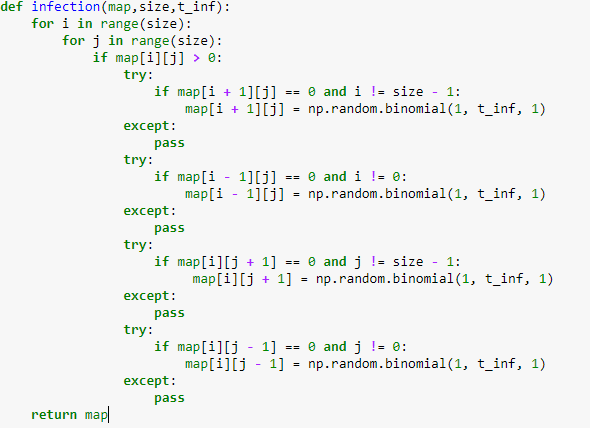 def infection(map,size,t_inf):
    for i in range(size):
        for j in range(size):
            if map[i][j] > 0:
                try:
                    if map[i + 1][j] == 0 and i != size - 1:
                        map[i + 1][j] = np.random.binomial(1, t_inf, 1)
                except:
                    pass
                try:
                    if map[i - 1][j] == 0 and i != 0:
                        map[i - 1][j] = np.random.binomial(1, t_inf, 1)
                except:
                    pass
                try:
                    if map[i][j + 1] == 0 and j != size - 1:
                         map[i][j + 1] = np.random.binomial(1, t_inf, 1)
                except:
                    pass
                try:
                    if map[i][j - 1] == 0 and j != 0:
                        map[i][j - 1] = np.random.binomial(1, t_inf, 1)
                except:
                    pass
    return map